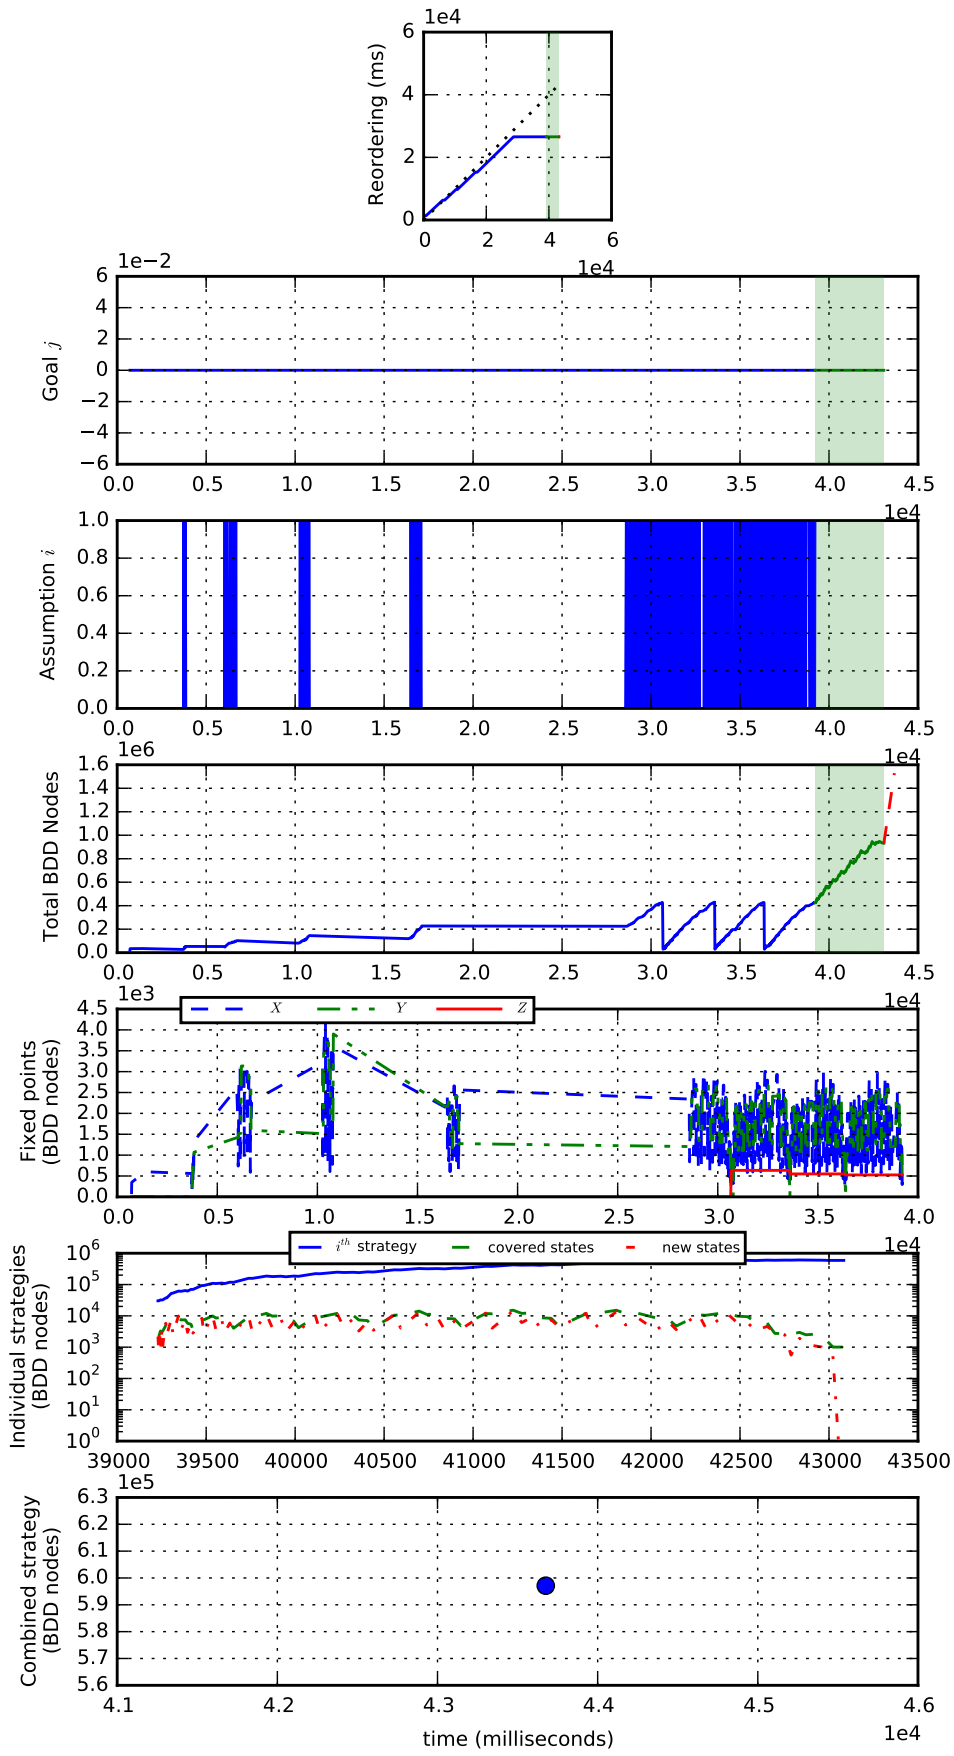 1e4
6
4
2
0
Reordering (ms)
0 2 4 6
1e4
1e−2
6
4
2
0
−2
−4
−6
Goal j
0.0 0.5 1.0 1.5 2.0 2.5 3.0 3.5 4.0 4.5
1e4
1.0
0.8
0.6
0.4
0.2
0.0
Assumption i
0.0 0.5 1.0 1.5 2.0 2.5 3.0 3.5 4.0 4.5
1e4
1e6
1.6
1.4
1.2
1.0
0.8
0.6
0.4
0.2
0.0
Total BDD Nodes
0.0 0.5 1.0 1.5 2.0 2.5 3.0 3.5 4.0 4.5
1e4
1e3
X Y Z
4.5
4.0
3.5
3.0
2.5
2.0
1.5
1.0
0.5
0.0
Fixed points
(BDD nodes)
0.0 0.5 1.0 1.5 2.0 2.5 3.0 3.5 4.0
1e4
i^th strategy covered states new states
10^6
10^5
10^4
10^3
10^2
10^1
10^0
Individual strategies
(BDD nodes)
39000 39500 40000 40500 41000 41500 42000 42500 43000 43500
1e5
6.3
6.2
6.1
6.0
5.9
5.8
5.7
5.6
Combined strategy
(BDD nodes)
4.1 4.2 4.3 4.4 4.5 4.6
1e4
time (milliseconds)